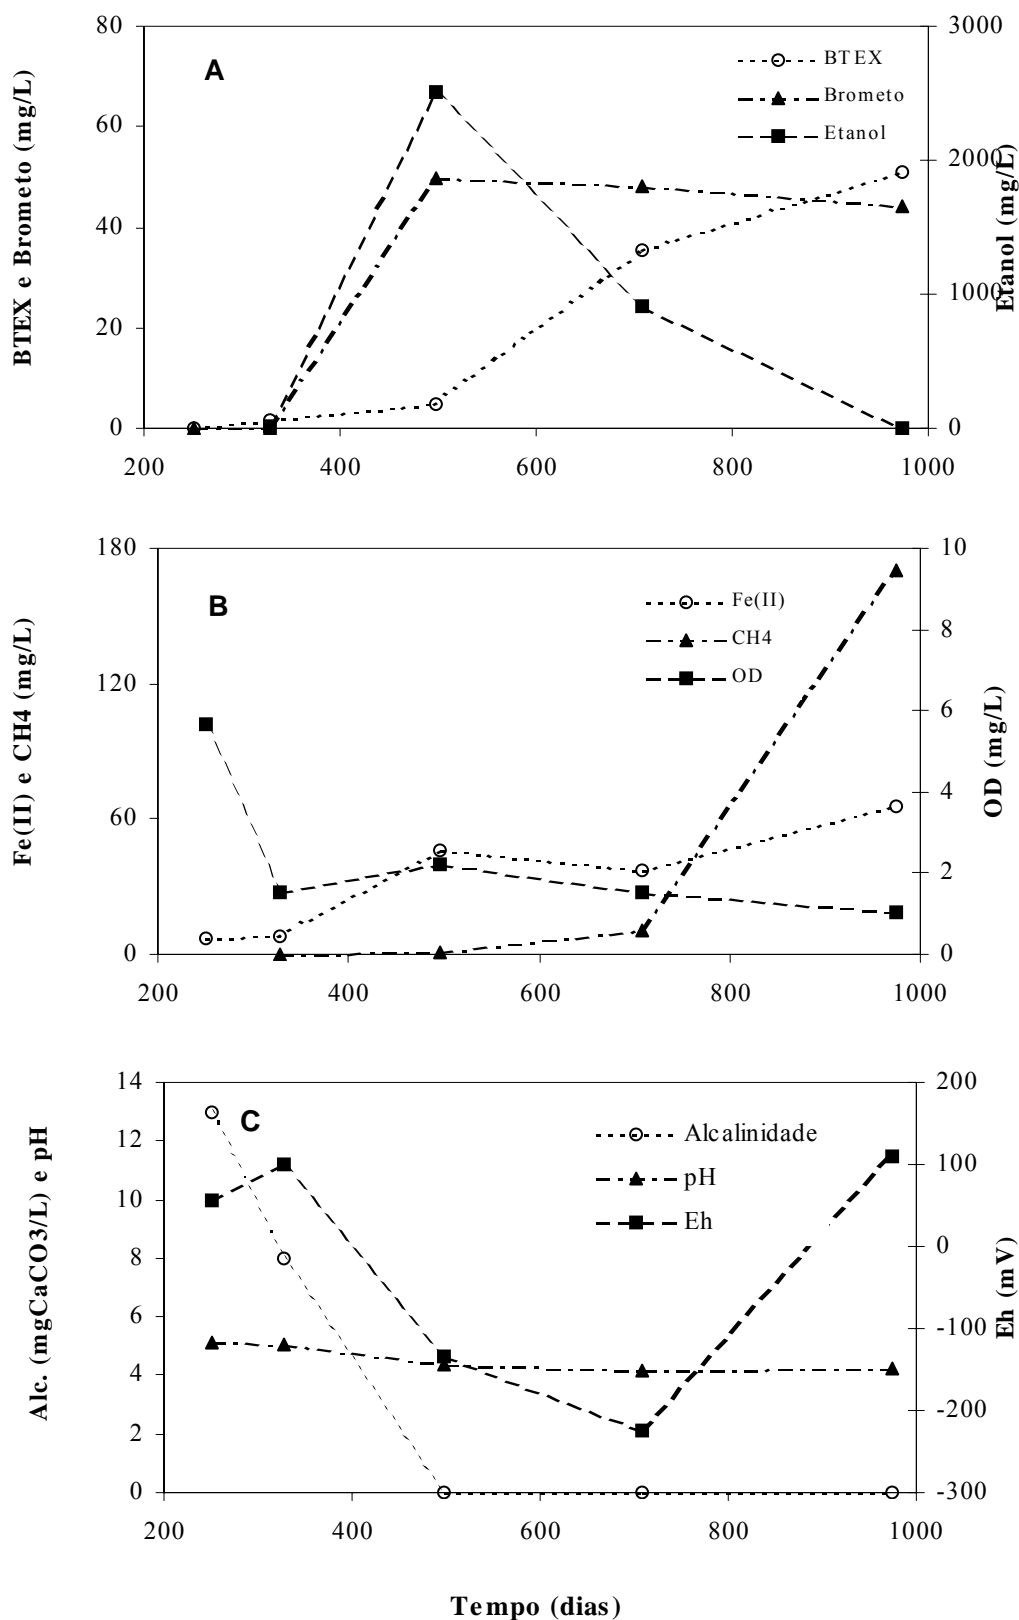 80
60
40
20
0
BTEX e Brometo (mg/L)
A
BTEX
Brometo
Etanol
3000
2000
1000
0
Etanol (mg/L)
200 400 600 800 1000
180
120
60
0
Fe(II) e CH4 (mg/L)
B
Fe(II)
CH4
OD
10
8
6
4
2
0
OD (mg/L)
200 400 600 800 1000
14
12
10
8
6
4
2
0
Alc. (mgCaCO3/L) e pH
C
Alcalinidade
pH
Eh
200
100
0
-100
-200
-300
Eh (mV)
200 400 600 800 1000
Tempo (dias)